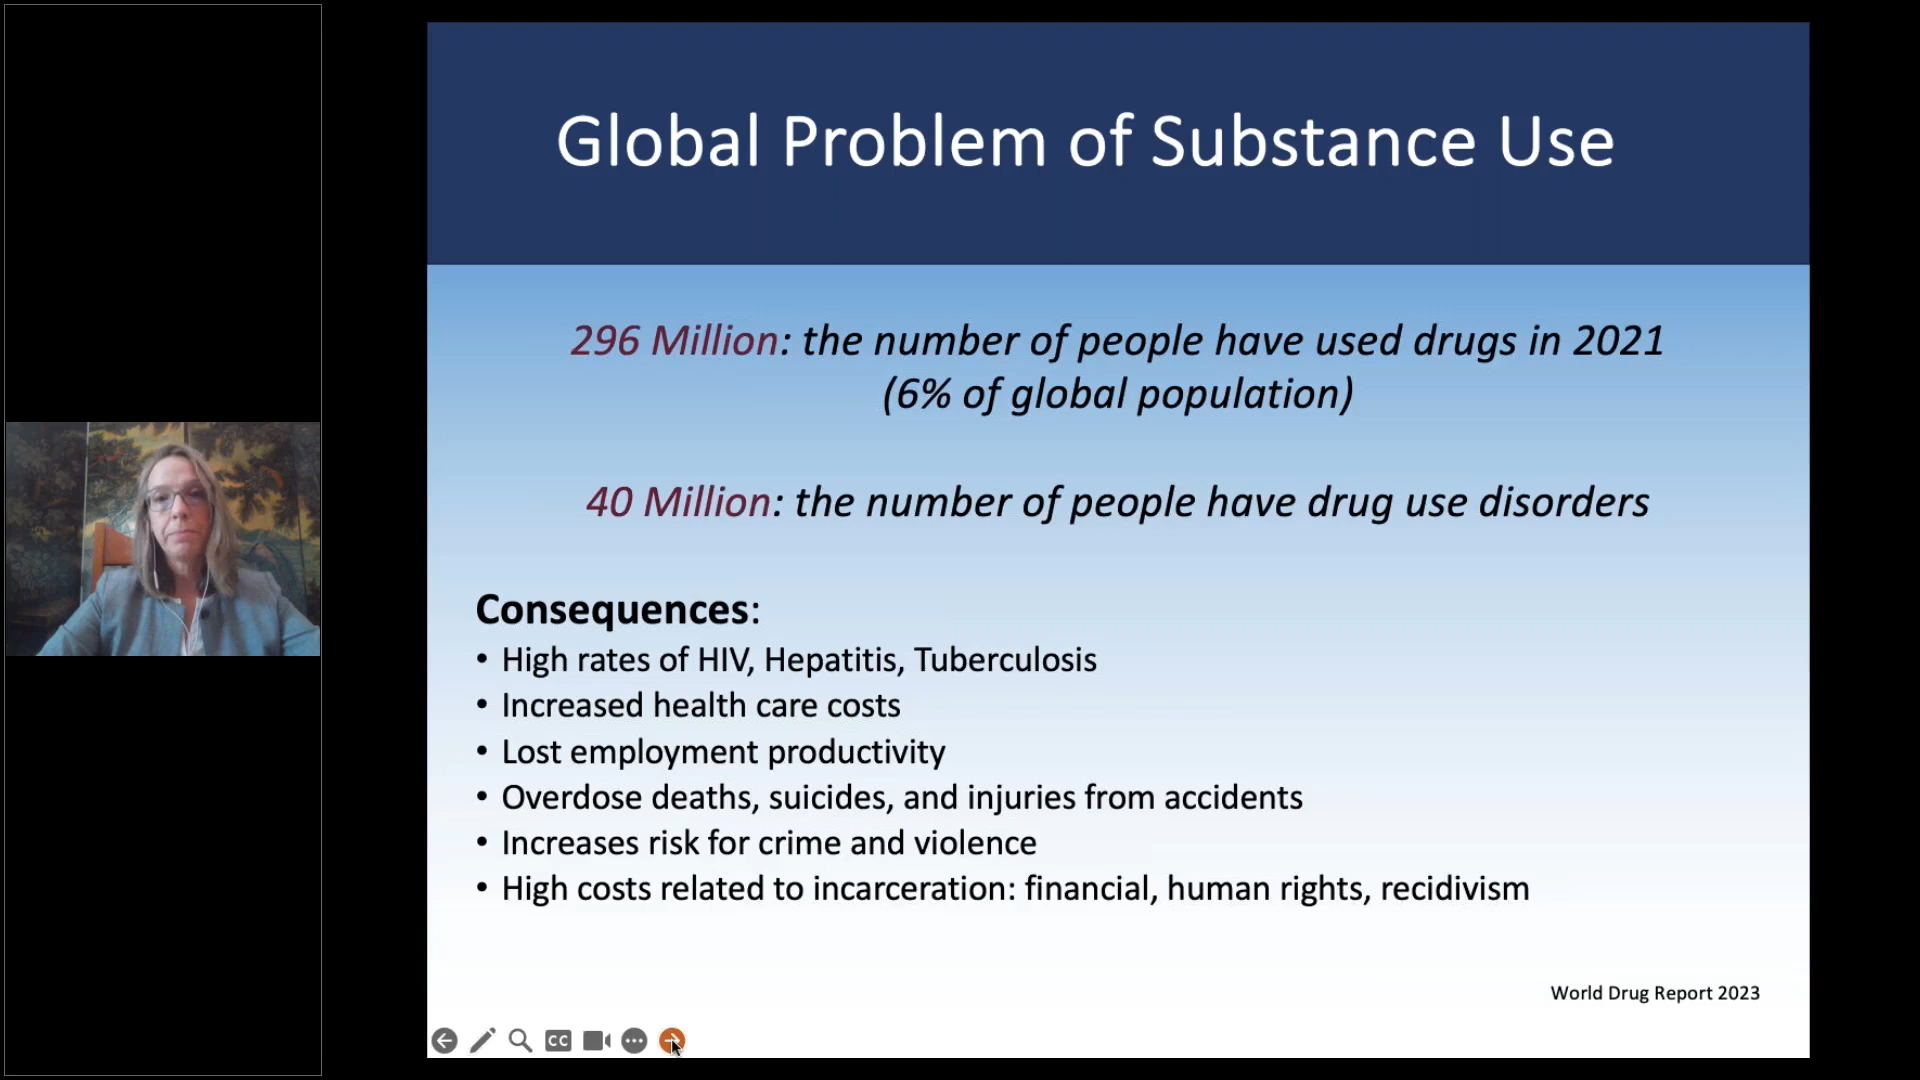 Global Problem of Substance Use
296 Million: the number of people have used drugs in 2021
(6% of global population)
40 Million: the number of people have drug use disorders
Consequences:
• High rates of HIV, Hepatitis, Tuberculosis
• Increased health care costs
• Lost employment productivity
• Overdose deaths, suicides, and injuries from accidents
• Increases risk for crime and violence
• High costs related to incarceration: financial, human rights, recidivism
World Drug Report 2023
CC